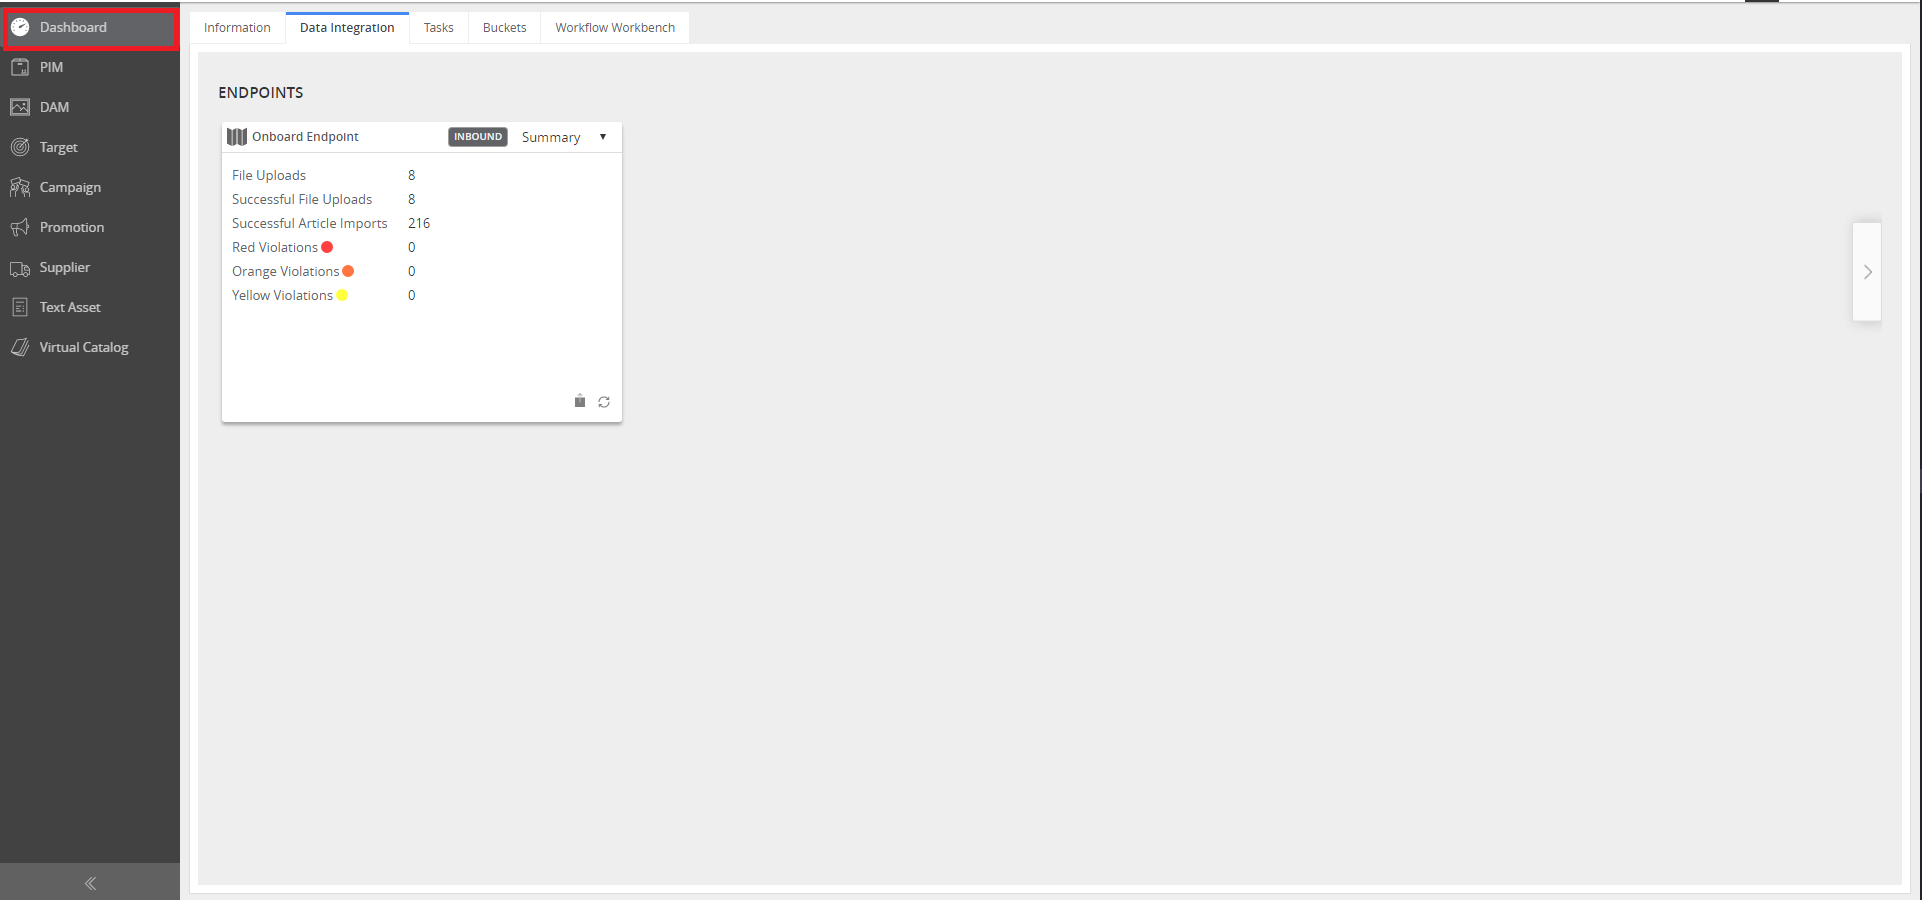 Dashboard
PIM
DAM
Target
Campaign
Promotion
Supplier
Text Asset
Virtual Catalog
Information Data Integration Tasks Buckets Workflow Workbench
ENDPOINTS
Onboard Endpoint INBOUND Summary
File Uploads 8
Successful File Uploads 8
Successful Article Imports 216
Red Violations 0
Orange Violations 0
Yellow Violations 0